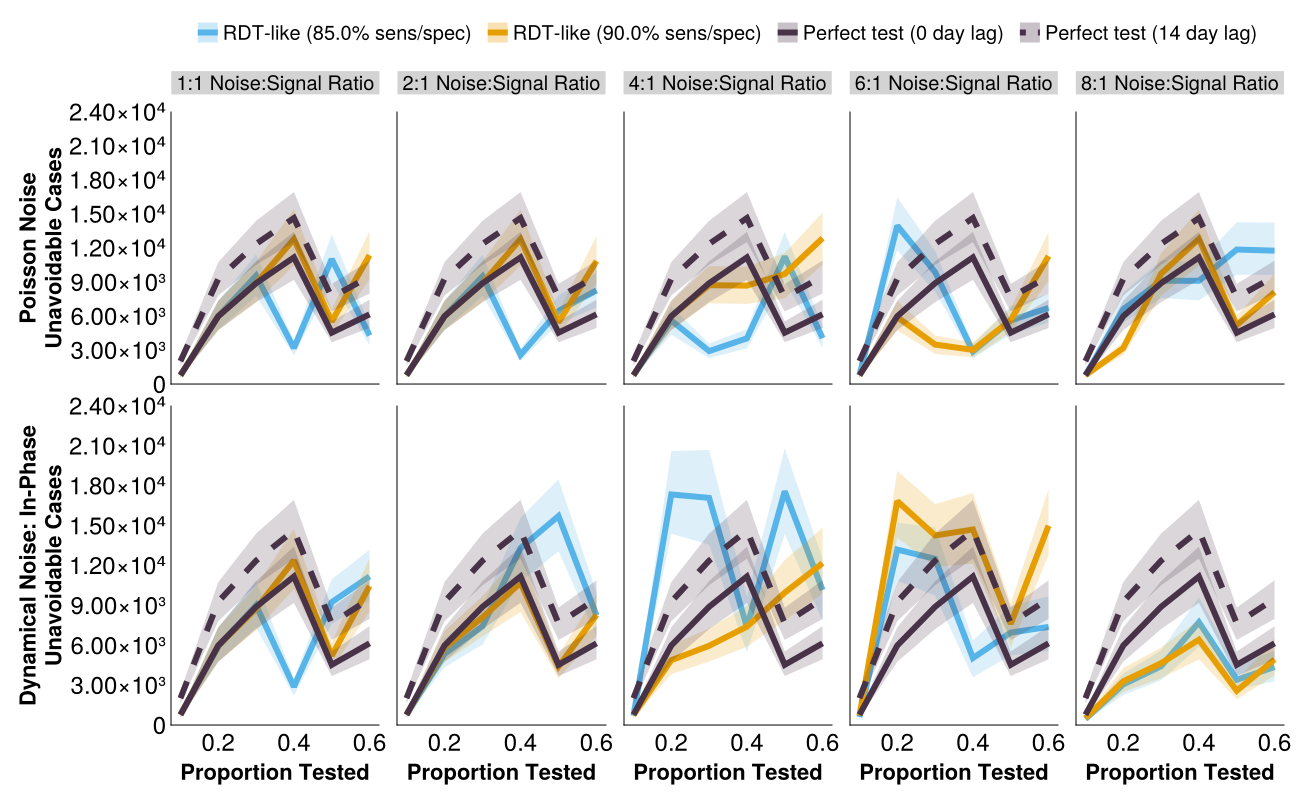 RDT-like (85.0% sens/spec) RDT-like (90.0% sens/spec) Perfect test (0 day lag) Perfect test (14 day lag)
1:1 Noise:Signal Ratio 2:1 Noise:Signal Ratio 4:1 Noise:Signal Ratio 6:1 Noise:Signal Ratio 8:1 Noise:Signal Ratio
Poisson Noise
Unavoidable Cases
2.40×10⁴
2.10×10⁴
1.80×10⁴
1.50×10⁴
1.20×10⁴
9.00×10³
6.00×10³
3.00×10³
0
Dynamical Noise: In-Phase
Unavoidable Cases
2.40×10⁴
2.10×10⁴
1.80×10⁴
1.50×10⁴
1.20×10⁴
9.00×10³
6.00×10³
3.00×10³
0
0.2 0.4 0.6 0.2 0.4 0.6 0.2 0.4 0.6 0.2 0.4 0.6 0.2 0.4 0.6
Proportion Tested Proportion Tested Proportion Tested Proportion Tested Proportion Tested